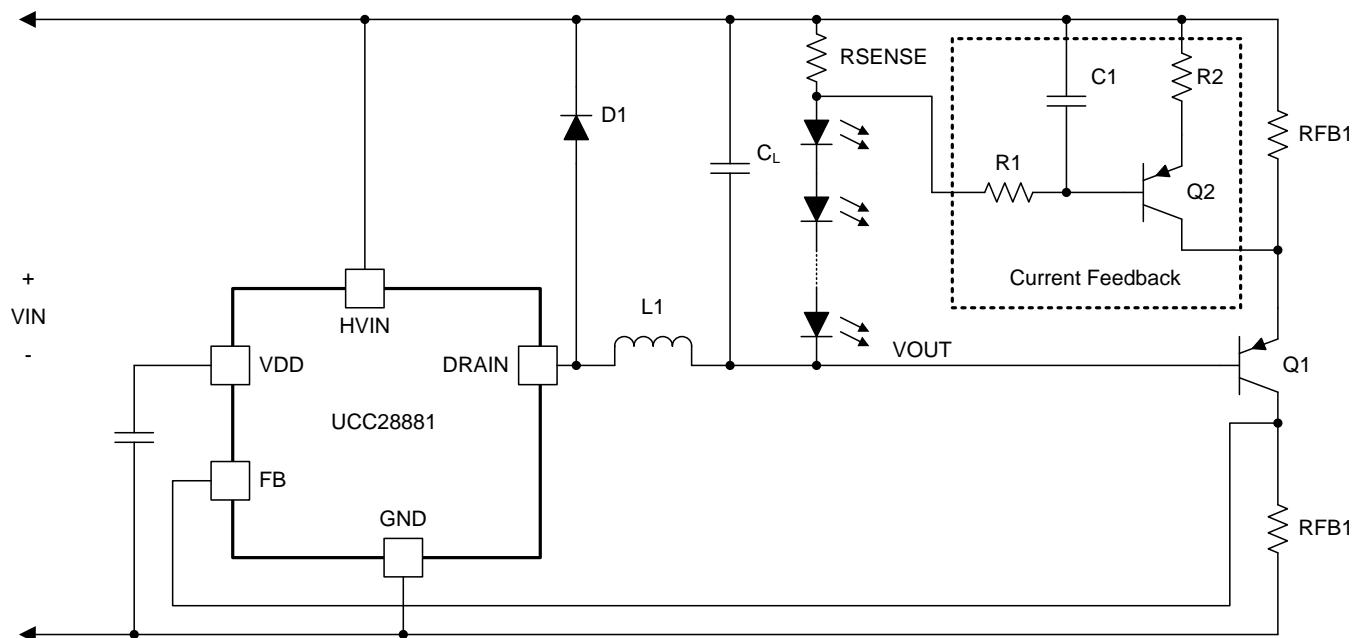 RSENSE
C1
R2
D1
RFB1
CL
R1
Q2
+
VIN
-
Current Feedback
HVIN
L1
VDD
DRAIN
VOUT
Q1
UCC28881
FB
GND
RFB1